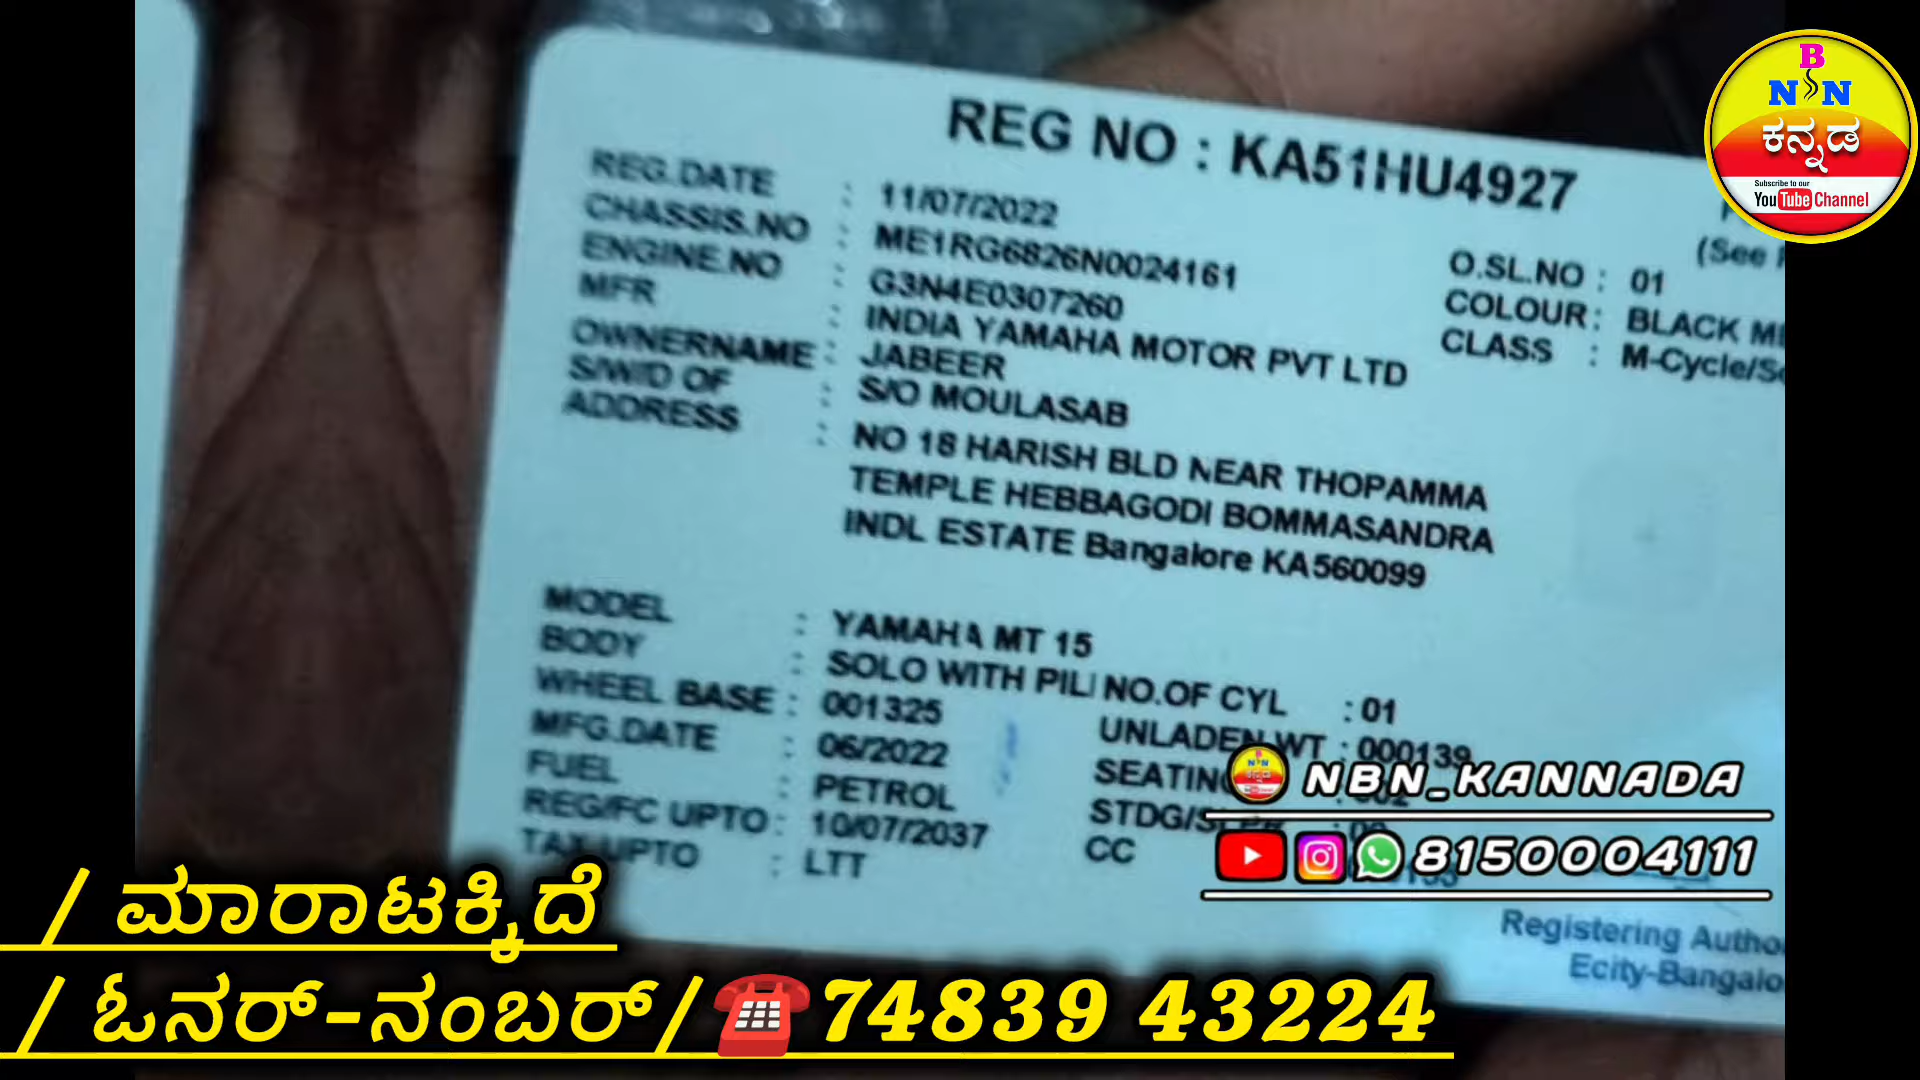 REG NO : KA51HU4927
REG.DATE : 11/07/2022
CHASSIS.NO : ME1RG6826N0024161
ENGINE.NO : G3N4E0307260
MFR : INDIA YAMAHA MOTOR PVT LTD
OWNERNAME : JABEER
S/W/D OF : S/O MOULASAB
ADDRESS : NO 18 HARISH BLD NEAR THOPAMMA
TEMPLE HEBBAGODI BOMMASANDRA
INDL ESTATE Bangalore KA560099
(See
O.SL.NO : 01
COLOUR : BLACK
CLASS : M-Cycle/
MODEL : YAMAHA MT 15
BODY : SOLO WITH PILI
WHEEL BASE : 001325
MFG.DATE : 06/2022
FUEL : PETROL
REG/FC UPTO : 10/07/2037
TAX UPTO : LTT
NO.OF CYL : 01
UNLADEN WT : 000139
CC
Registering
Ecity-Bangalo
B
N N
ಕನ್ನಡ
Subscribe to our
YouTube Channel
NBN_KANNADA
8150004111
/ ಮಾರಾಟಕ್ಕಿದೆ
/ ಓನರ್-ನಂಬರ್/☎74839 43224